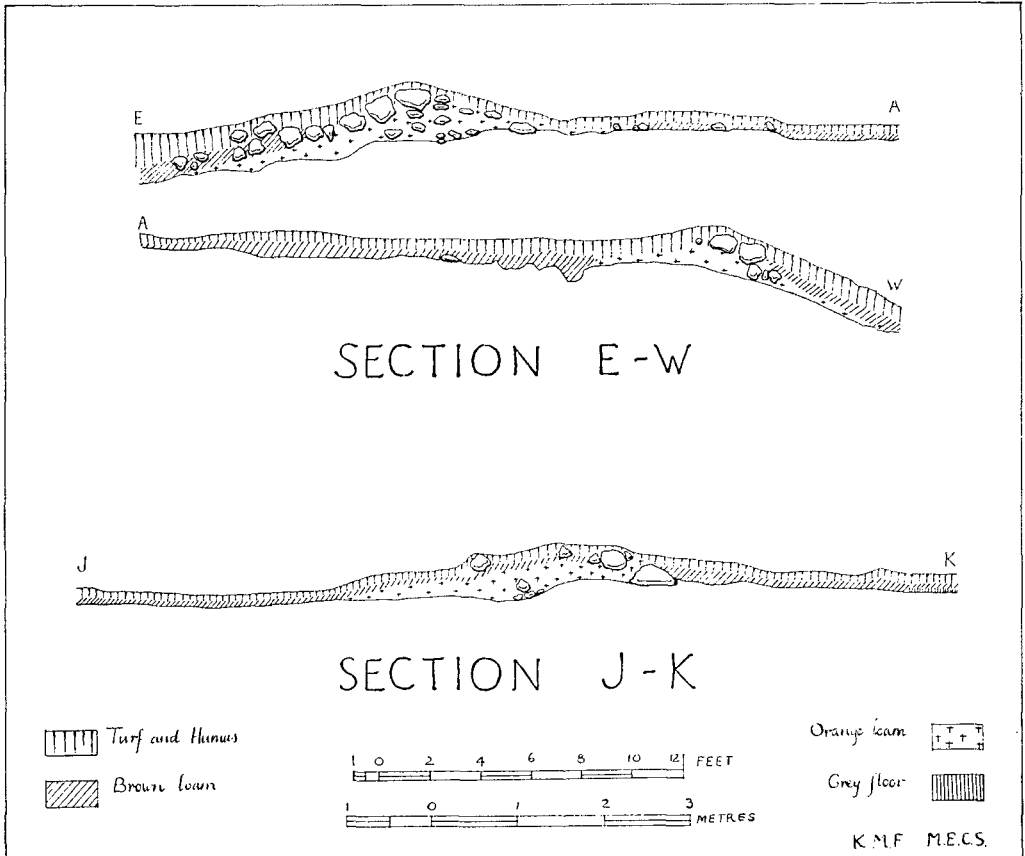 E A
A W
SECTION E-W
J K
SECTION J-K
Turf and Humus
Brown loam
1 0 2 4 6 8 10 12 FEET
1 0 1 2 3 METRES
Orange loam
Grey floor
K.M.F M.E.C.S.